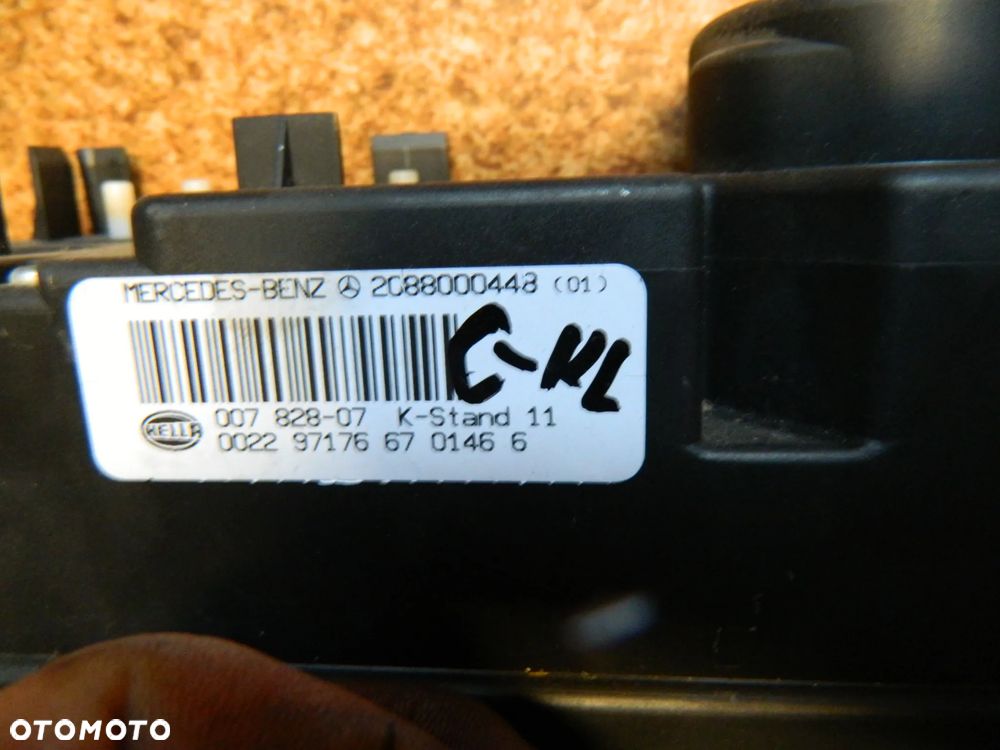 MERCEDES-BENZ 2088000448 (01)
C-KL
HELLA 007 828-07 K-Stand 11
0022 97176 67 0146 6
OTOMOTO